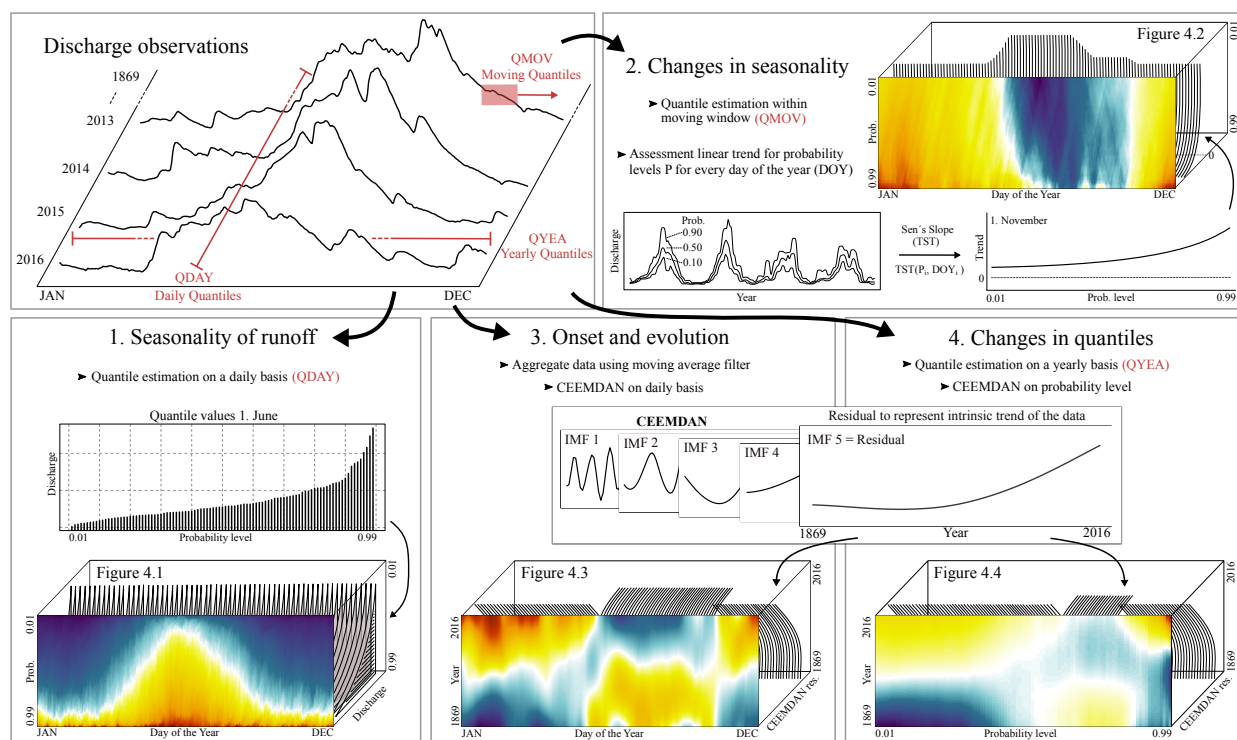 Discharge observations
1869
2013
2014
2015
2016
JAN
DEC
QMOV
Moving Quantiles
QYEA
Yearly Quantiles
QDAY
Daily Quantiles
2. Changes in seasonality
➤ Quantile estimation within
moving window (QMOV)
➤ Assessment linear trend for probability
levels P for every day of the year (DOY)
Figure 4.2
0.01
0.99
0
0.01
Prob.
0.99
JAN
Day of the Year
DEC
Discharge
Prob.
0.90
0.50
0.10
Year
Sen´s Slope
(TST)
TST(Pi, DOYi )
1. November
Trend
0
0.01
Prob. level
0.99
1. Seasonality of runoff
➤ Quantile estimation on a daily basis (QDAY)
Quantile values 1. June
Discharge
0.01
Probability level
0.99
Figure 4.1
0.01
0.99
Discharge
0.01
Prob.
0.99
JAN
Day of the Year
DEC
3. Onset and evolution
➤ Aggregate data using moving average filter
➤ CEEMDAN on daily basis
4. Changes in quantiles
➤ Quantile estimation on a yearly basis (QYEA)
➤ CEEMDAN on probability level
CEEMDAN
IMF 1
IMF 2
IMF 3
IMF 4
Residual to represent intrinsic trend of the data
IMF 5 = Residual
1869
Year
2016
Figure 4.3
2016
1869
CEEMDAN res.
2016
Year
1869
JAN
Day of the Year
DEC
Figure 4.4
2016
1869
CEEMDAN res.
2016
Year
1869
0.01
Probability level
0.99